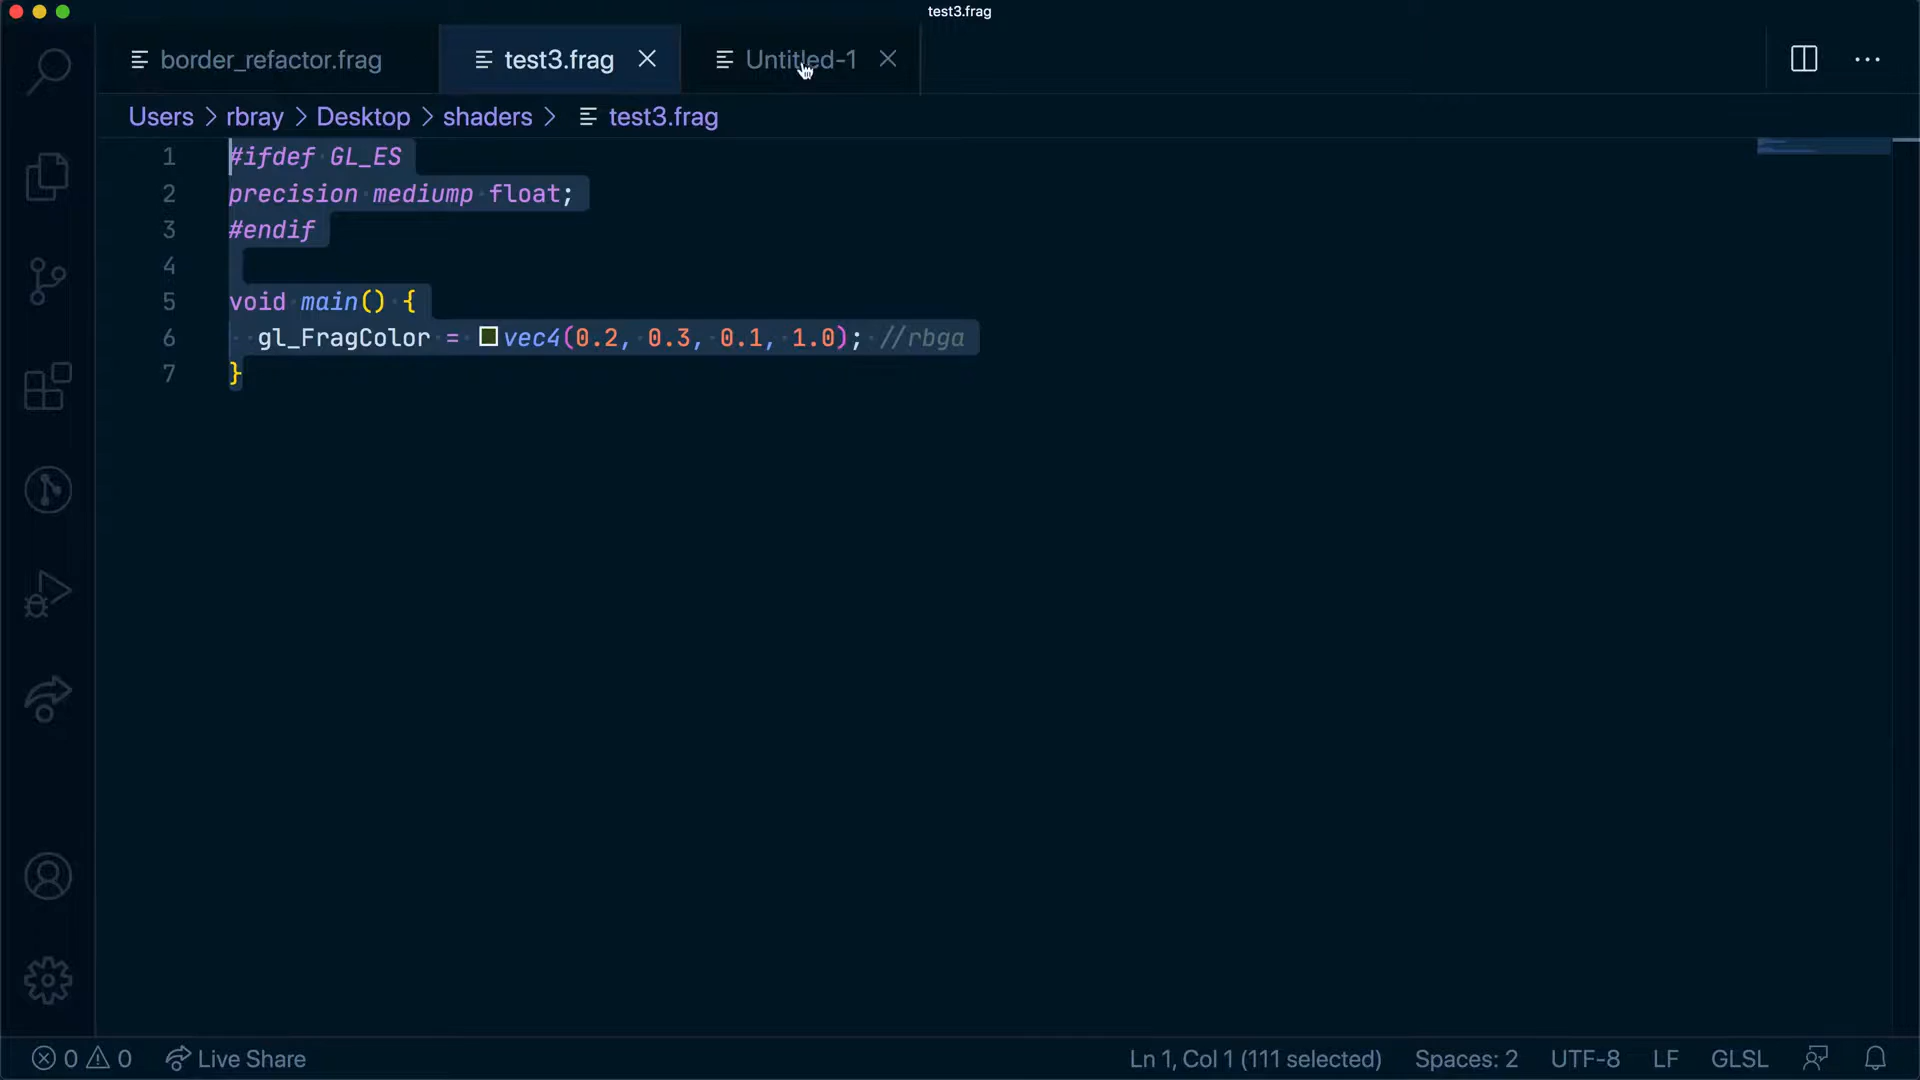 test3.frag
border_refactor.frag test3.frag Untitled-1
Users > rbray > Desktop > shaders > test3.frag
1 #ifdef GL_ES
2 precision mediump float;
3 #endif
4
5 void main() {
6 gl_FragColor = vec4(0.2, 0.3, 0.1, 1.0); //rbga
7 }
0 0 Live Share Ln 1, Col 1 (111 selected) Spaces: 2 UTF-8 LF GLSL